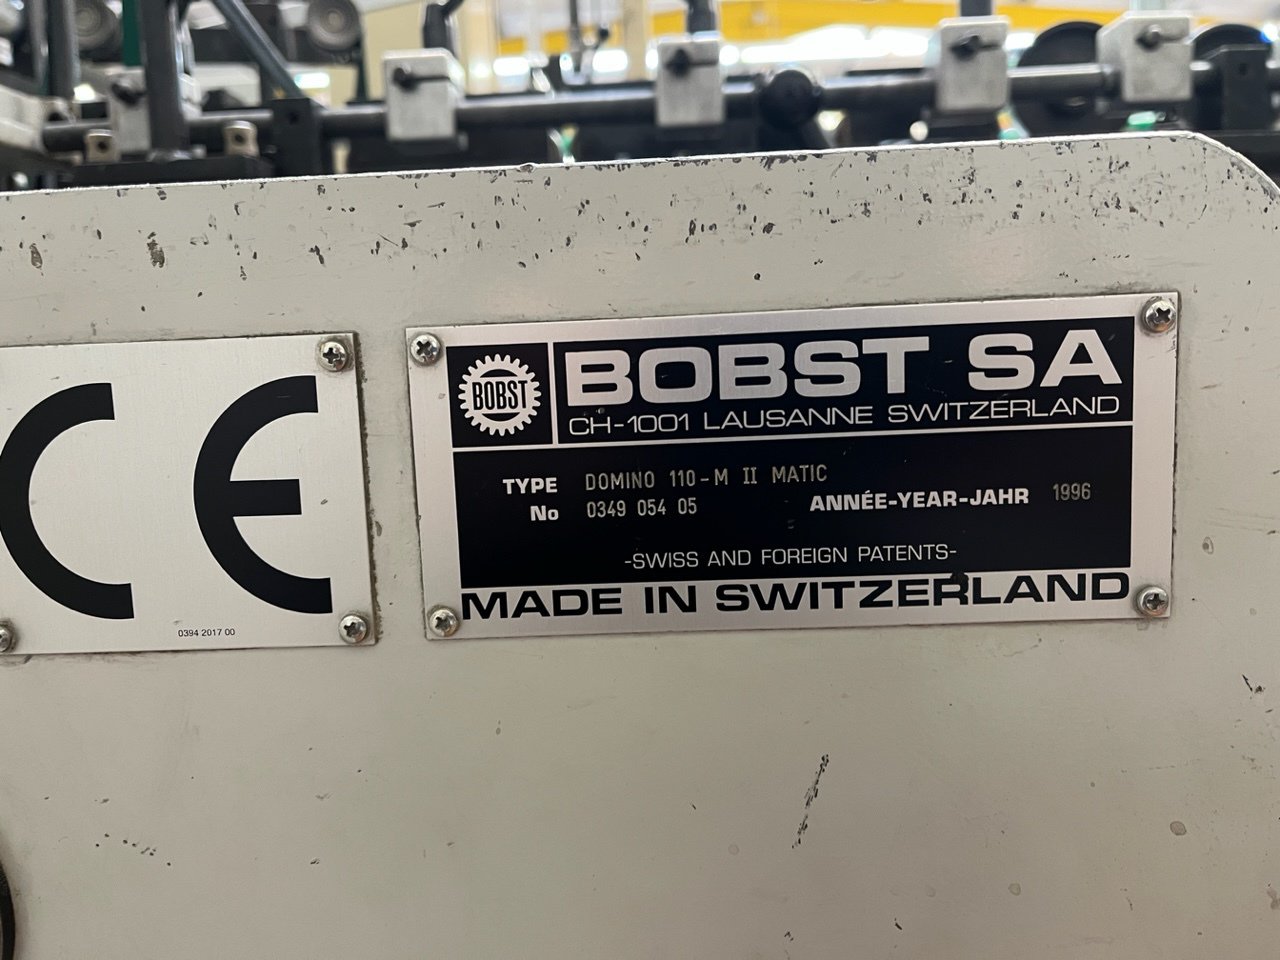 CE
0394 2017 00
BOBST
BOBST SA
CH-1001 LAUSANNE SWITZERLAND
TYPE DOMINO 110-M II MATIC
No 0349 054 05 ANNÉE-YEAR-JAHR 1996
-SWISS AND FOREIGN PATENTS-
MADE IN SWITZERLAND